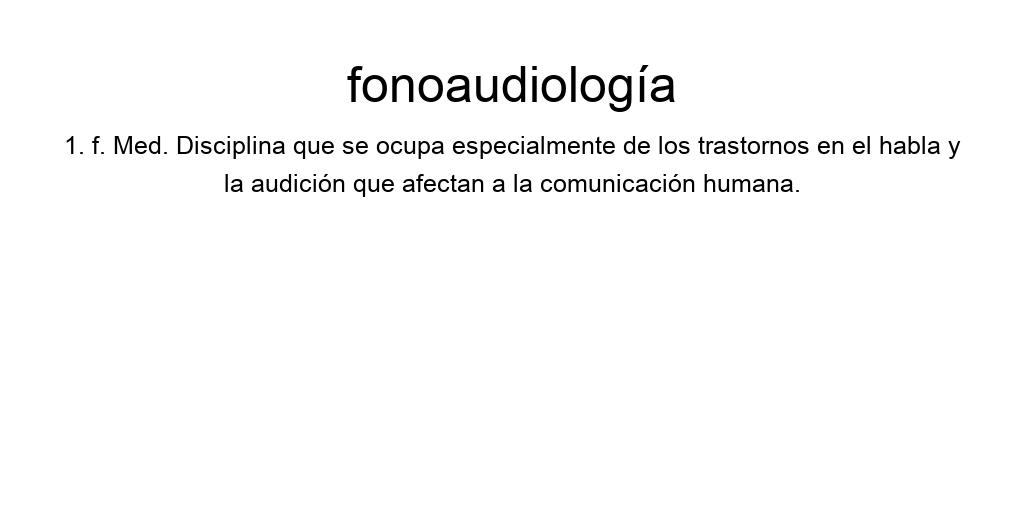 fonoaudiología
1. f. Med. Disciplina que se ocupa especialmente de los trastornos en el habla y
la audición que afectan a la comunicación humana.